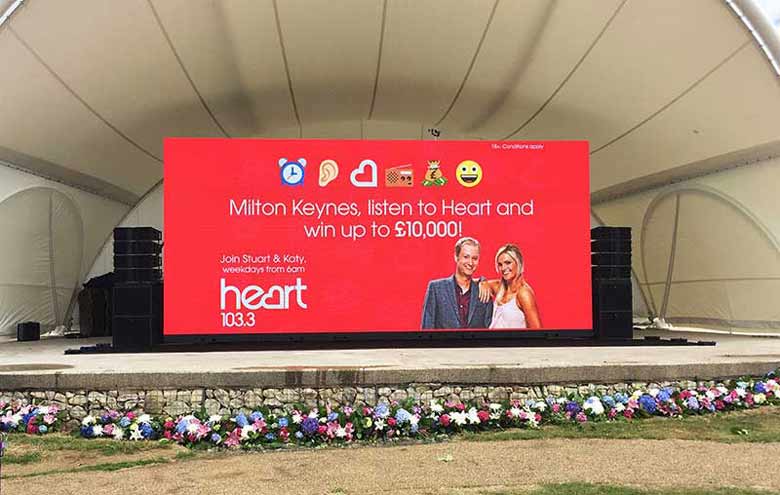 18+. Conditions apply
Milton Keynes, listen to Heart and
win up to £10,000!
Join Stuart & Katy,
weekdays from 6am
heart
103.3